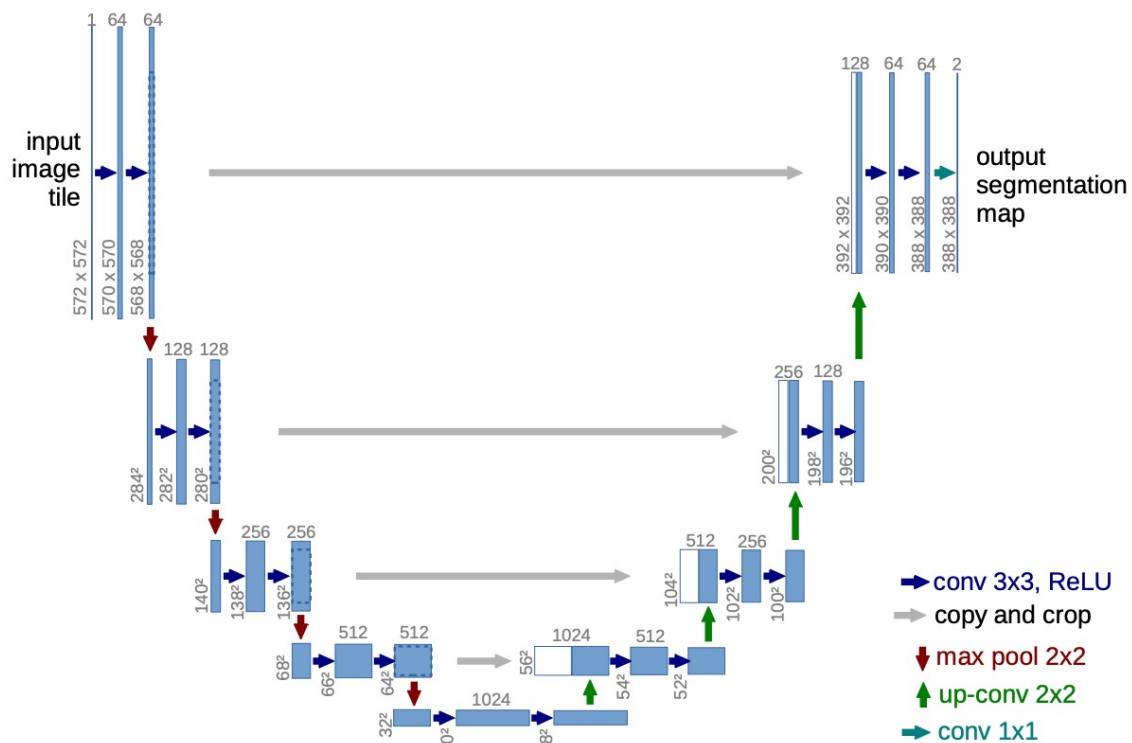 1 64 64
128 64 64 2
input
image
tile
output
segmentation
map
572 x 572
570 x 570
568 x 568
392 x 392
390 x 390
388 x 388
388 x 388
128 128
256 128
284²
282²
280²
200²
198²
196²
256 256
512 256
140²
138²
136²
104²
102²
100²
512 512
1024 512
68²
66²
64²
56²
54²
52²
1024
32²
conv 3x3, ReLU
copy and crop
max pool 2x2
up-conv 2x2
conv 1x1